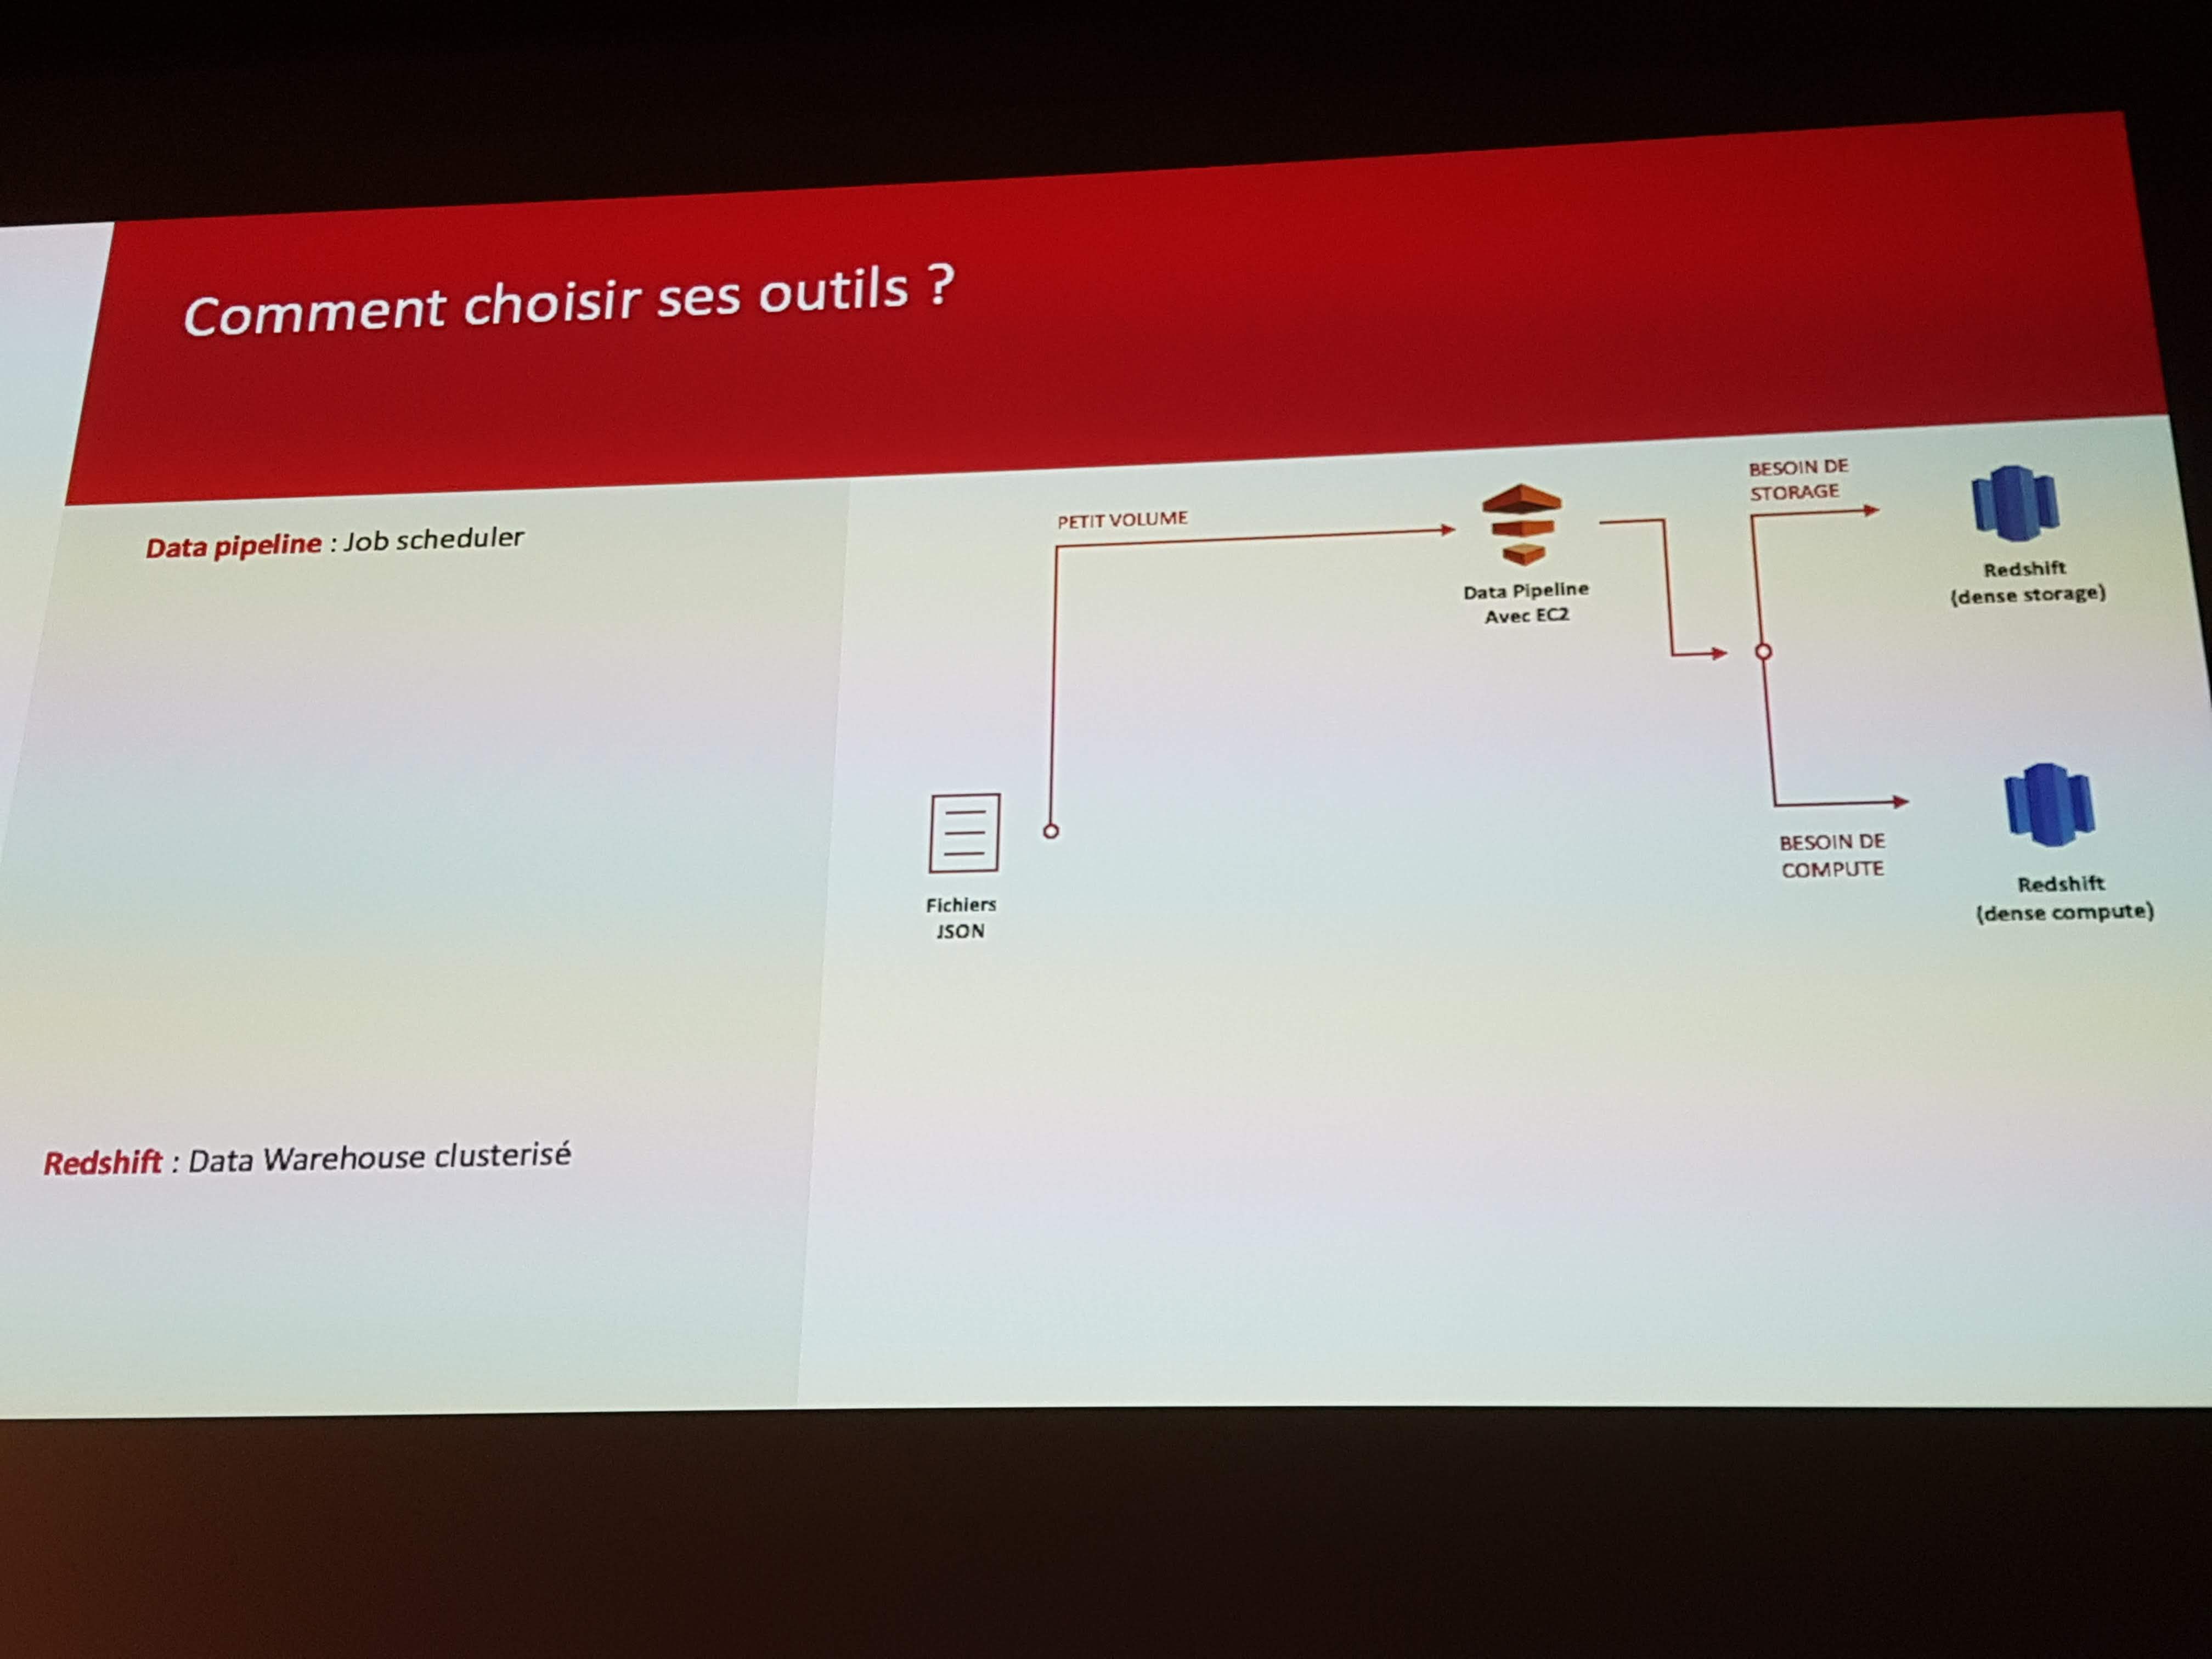 Comment choisir ses outils ?
Data pipeline : Job scheduler
Redshift : Data Warehouse clusterisé
PETIT VOLUME
Fichiers
JSON
Data Pipeline
Avec EC2
BESOIN DE
STORAGE
Redshift
(dense storage)
BESOIN DE
COMPUTE
Redshift
(dense compute)